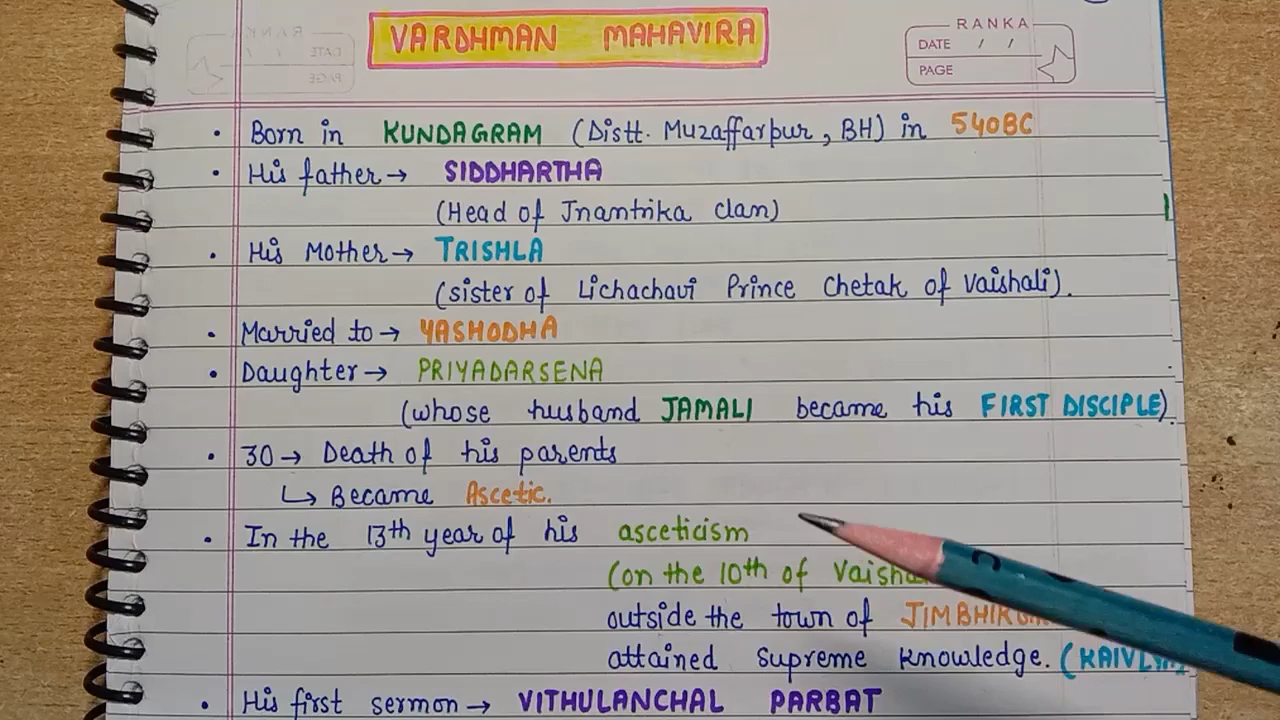 VARDHMAN MAHAVIRA
RANKA
DATE / /
PAGE
• Born in KUNDAGRAM (Distt. Muzaffarpur, BH) in 540BC
• His father → SIDDHARTHA
(Head of Jnantrika clan)
• His Mother → TRISHLA
(sister of Lichachavi Prince Chetak of Vaishali).
• Married to → YASHODHA
• Daughter → PRIYADARSENA
(whose husband JAMALI became his FIRST DISCIPLE).
• 30 → Death of his parents
↳ Became Ascetic.
• In the 13th year of his asceticism
(on the 10th of
outside the town of
attained Supreme Knowledge.
• His first sermon → VITHULANCHAL PARBAT